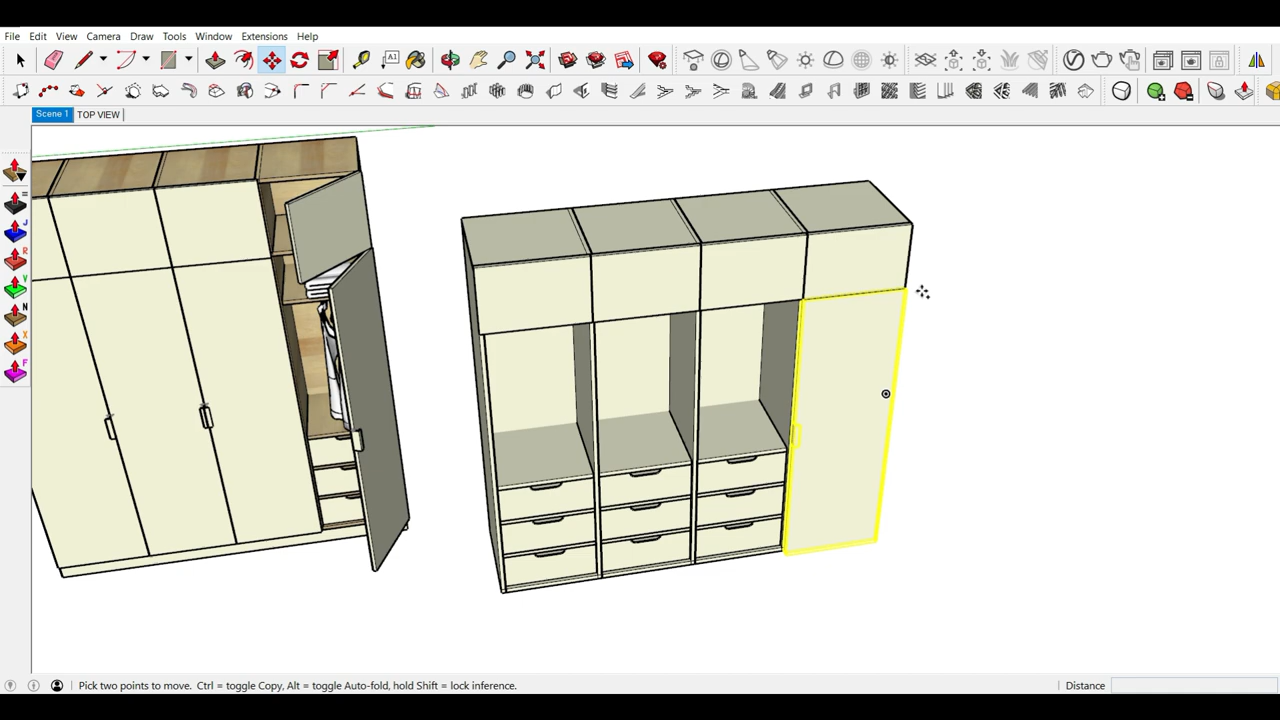 File Edit View Camera Draw Tools Window Extensions Help
A1
Scene 1 TOP VIEW
J
R
V
N
X
F
Pick two points to move. Ctrl = toggle Copy, Alt = toggle Auto-fold, hold Shift = lock inference. Distance